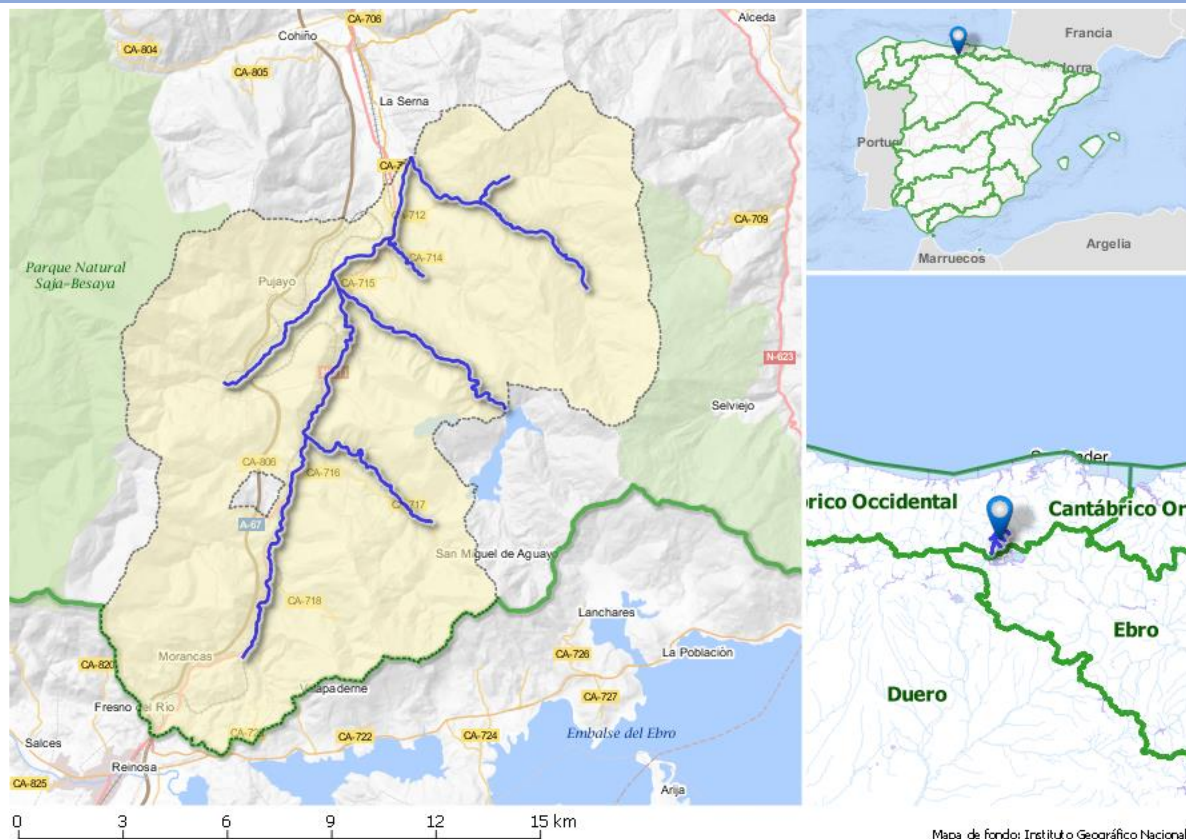 CA-706
Alceda
Cohiño
CA-804
CA-805
La Serna
CA-712
CA-709
CA-714
Parque Natural
Saja-Besaya
Pujayo
CA-715
N-623
Selviejo
CA-806
CA-716
A-67
CA-717
San Miguel de Aguayo
CA-718
Lanchares
CA-820
Morancas
CA-726
La Población
Fresno del Río
CA-727
Salces
CA-722
CA-724
Embalse del Ebro
Reinosa
CA-825
Arija
0 3 6 9 12 15 km
Francia
Marruecos
Argelia
Occidental
Cantábrico
Ebro
Duero
Mapa de fondo: Instituto Geográfico Nacional